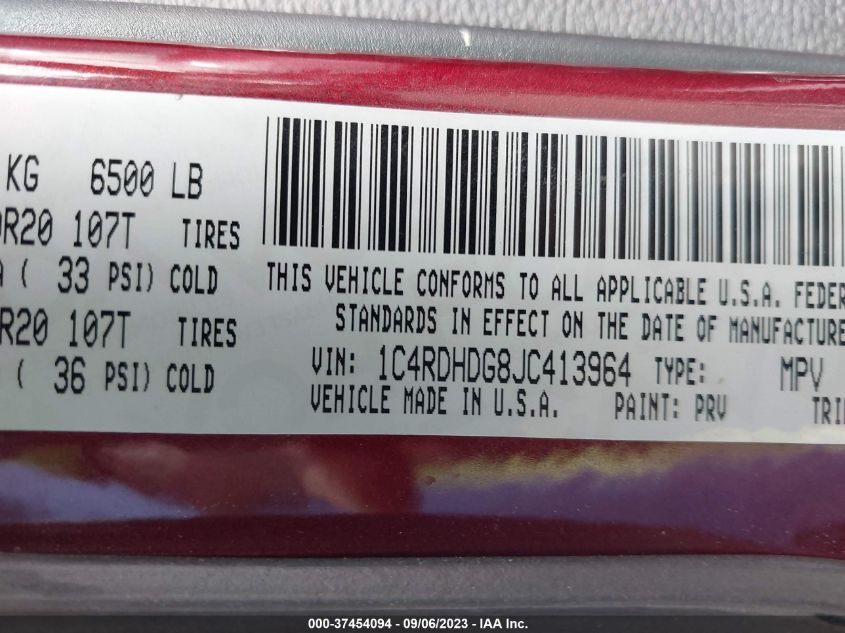 KG 6500 LB
R20 107T TIRES
( 33 PSI) COLD
R20 107T TIRES
( 36 PSI) COLD
THIS VEHICLE CONFORMS TO ALL APPLICABLE U.S.A. FEDER
STANDARDS IN EFFECT ON THE DATE OF MANUFACTURE
VIN: 1C4RDHDG8JC413964 TYPE: MPV
VEHICLE MADE IN U.S.A. PAINT: PRV TRI
000-37454094 - 09/06/2023 - IAA Inc.